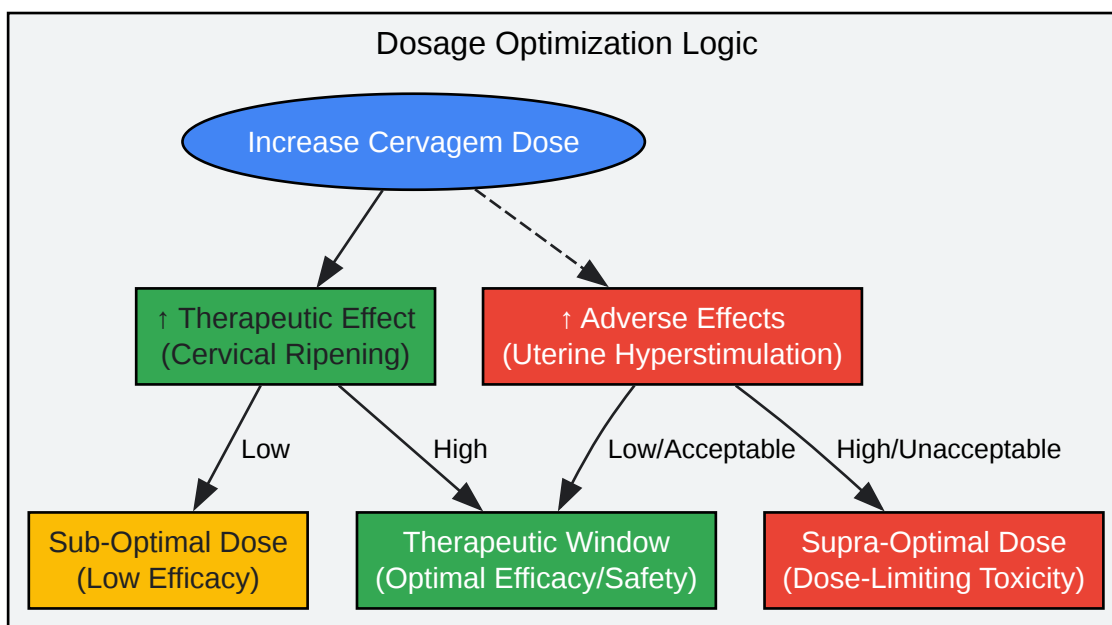 Dosage Optimization Logic
Increase Cervagem Dose
↑ Therapeutic Effect
(Cervical Ripening)
↑ Adverse Effects
(Uterine Hyperstimulation)
Low
High
Low/Acceptable
High/Unacceptable
Sub-Optimal Dose
(Low Efficacy)
Therapeutic Window
(Optimal Efficacy/Safety)
Supra-Optimal Dose
(Dose-Limiting Toxicity)